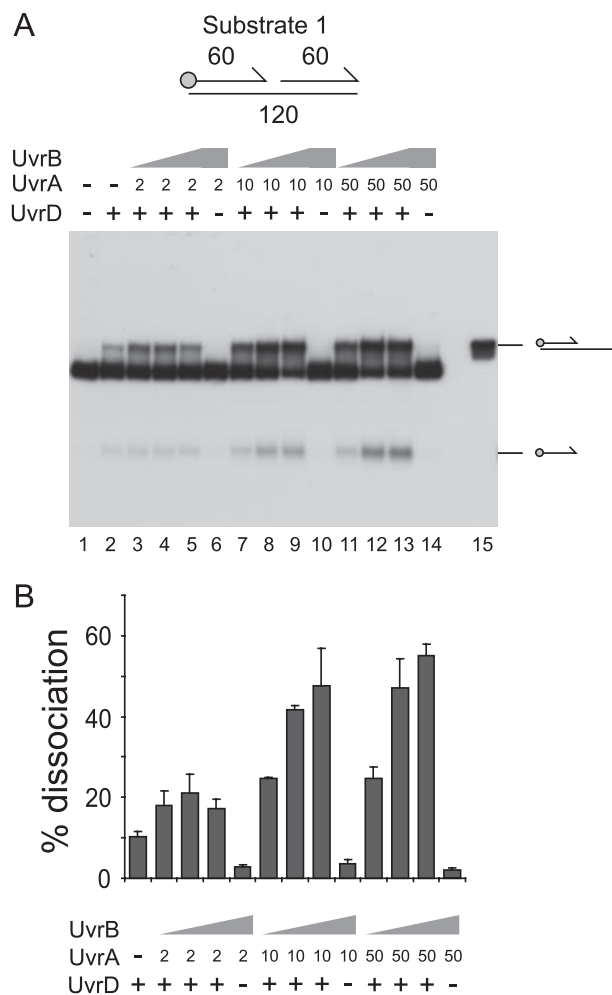 A
Substrate 1
60 60
120
UvrB
UvrA - - 2 2 2 2 10 10 10 10 50 50 50 50
UvrD - + + + + - + + + - + + + -
1 2 3 4 5 6 7 8 9 10 11 12 13 14 15
B
% dissociation
60
40
20
0
UvrB
UvrA - 2 2 2 2 10 10 10 10 50 50 50 50
UvrD + + + + - + + + - + + + -